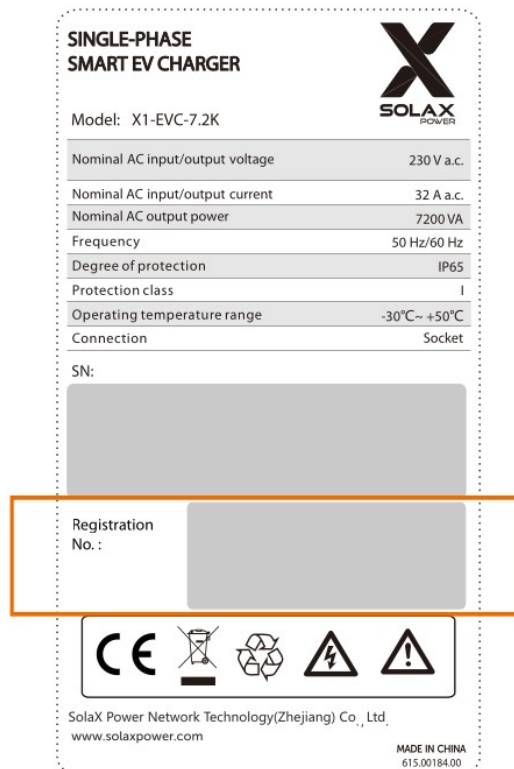 SINGLE-PHASE
SMART EV CHARGER
SOLAX
POWER
Model: X1-EVC-7.2K
Nominal AC input/output voltage 230 V a.c.
Nominal AC input/output current 32 A a.c.
Nominal AC output power 7200 VA
Frequency 50 Hz/60 Hz
Degree of protection IP65
Protection class I
Operating temperature range -30℃~ +50℃
Connection Socket
SN:
Registration
No. :
CE
SolaX Power Network Technology(Zhejiang) Co., Ltd.
www.solaxpower.com
MADE IN CHINA
615.00184.00